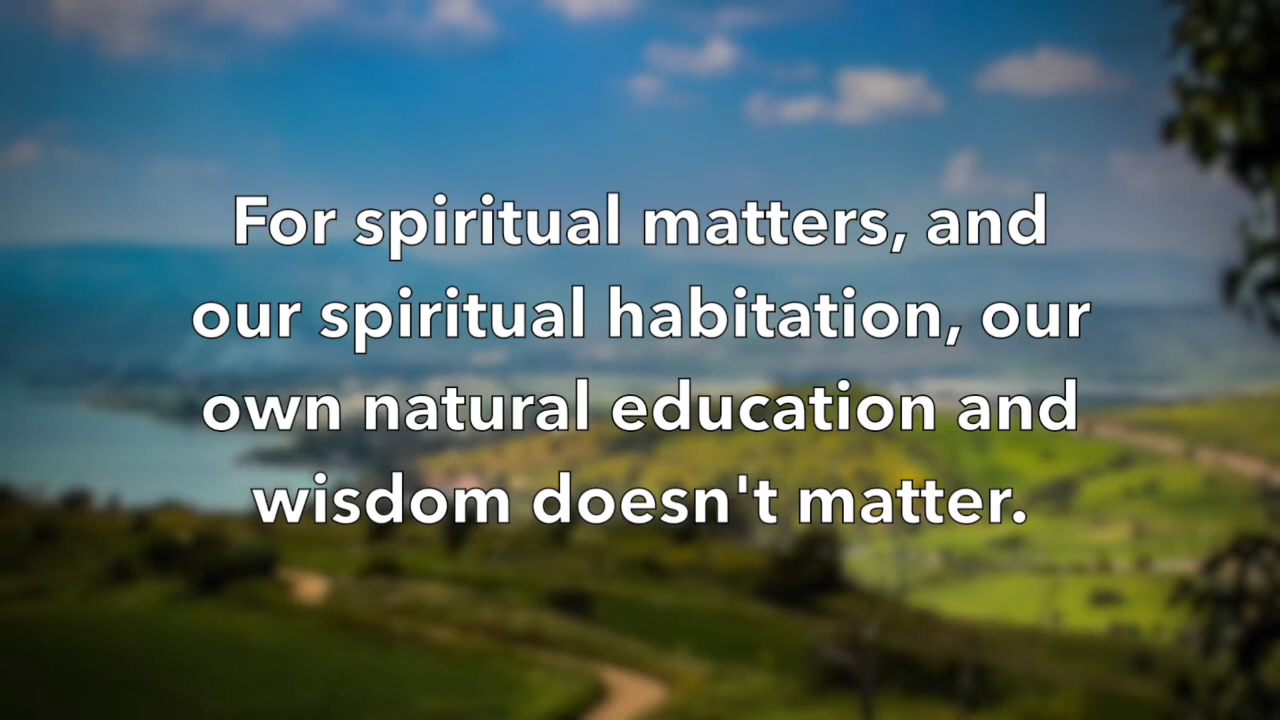 For spiritual matters, and
our spiritual habitation, our
own natural education and
wisdom doesn't matter.